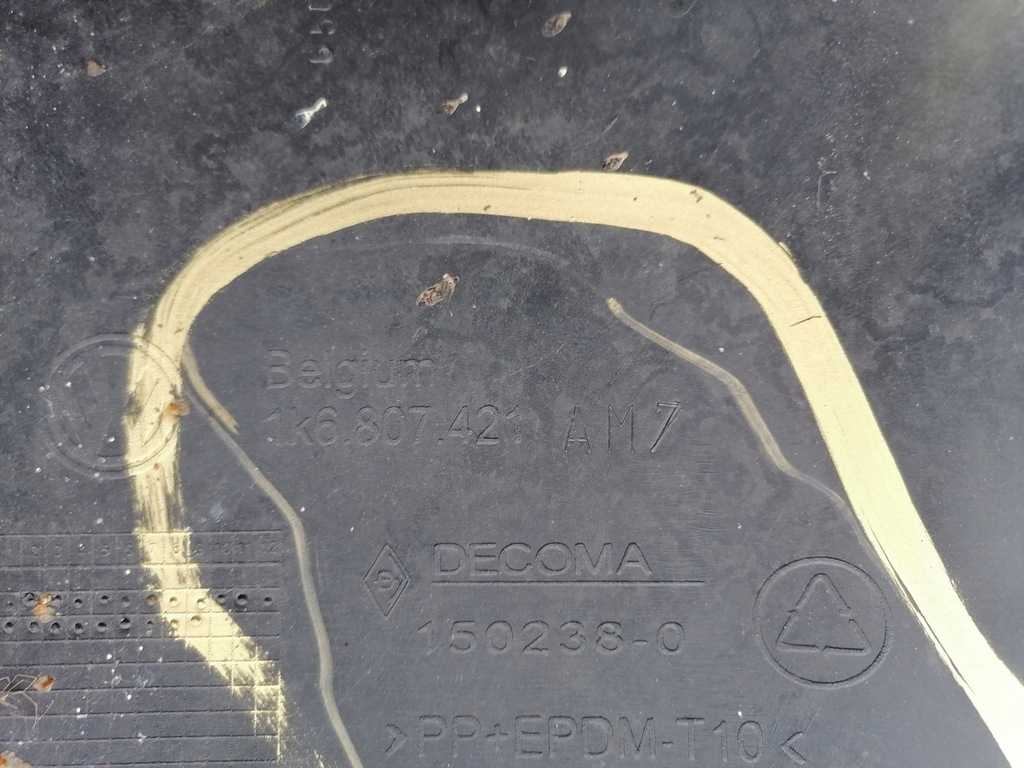 Belgium
1k6.807.421 AM7
DECOMA
150238-0
>PP+EPDM-T10<